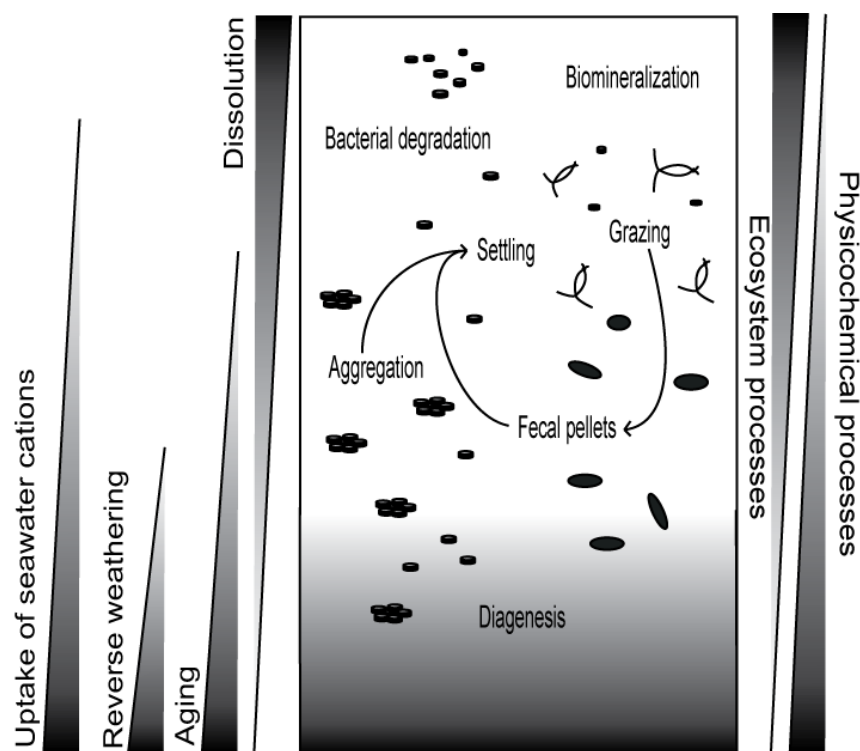 Uptake of seawater cations
Reverse weathering
Aging
Dissolution
Biomineralization
Bacterial degradation
Settling
Grazing
Aggregation
Fecal pellets
Diagenesis
Ecosystem processes
Physicochemical processes